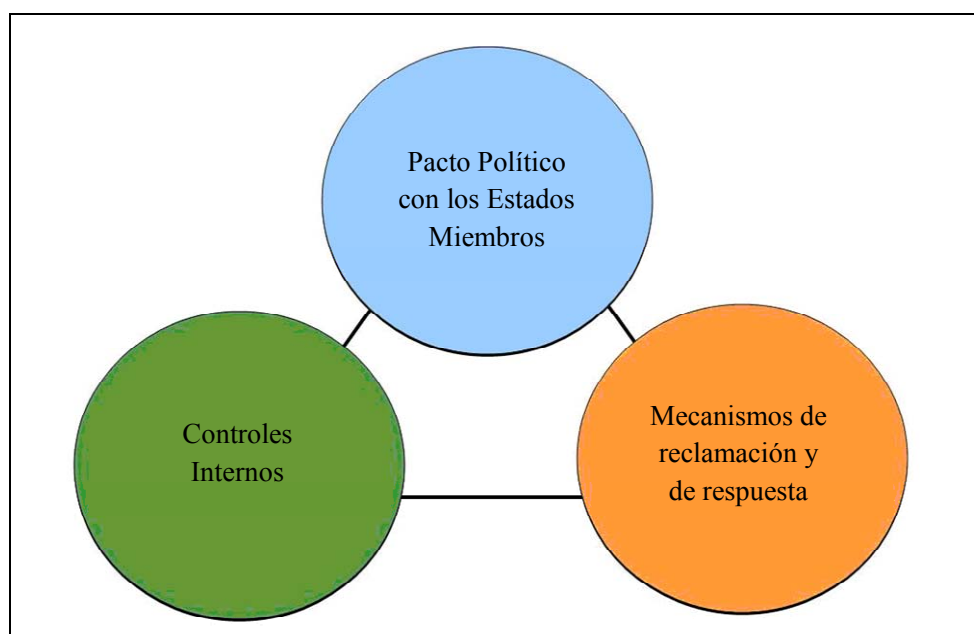 Pacto Político
con los Estados
Miembros
Controles
Internos
Mecanismos de
reclamación y
de respuesta